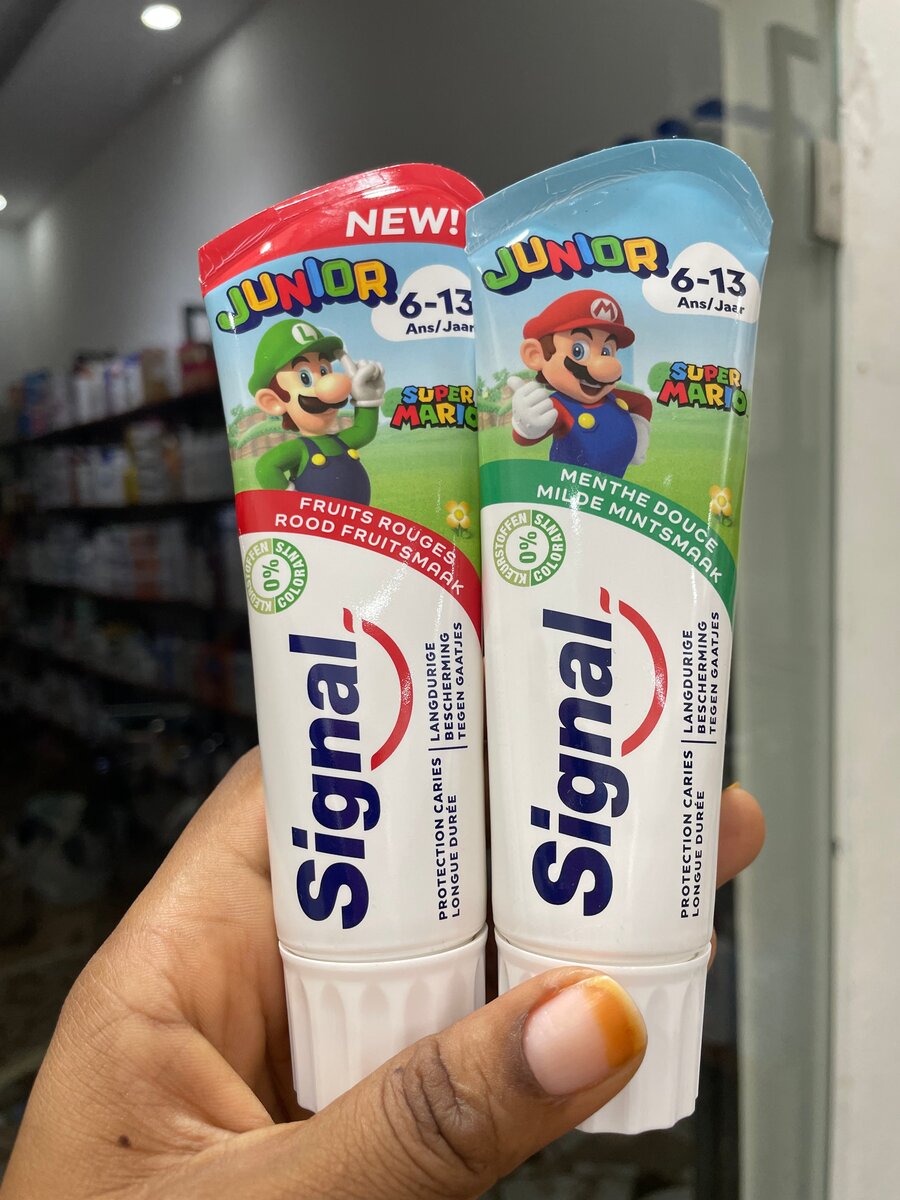 NEW!
JUNIOR
6-13
Ans/Jaar
L
SUPER
MARIO
FRUITS ROUGES
ROOD FRUITSMAAK
KLEURSTOFFEN
0%
COLORANTS
Signal
PROTECTION CARIES
LONGUE DURÉE
LANGDURIGE
BESCHERMING
TEGEN GAATJES
JUNIOR
6-13
Ans/Jaar
M
SUPER
MARIO
MENTHE DOUCE
MILDE MINTSMAAK
KLEURSTOFFEN
0%
COLORANTS
Signal
PROTECTION CARIES
LONGUE DURÉE
LANGDURIGE
BESCHERMING
TEGEN GAATJES